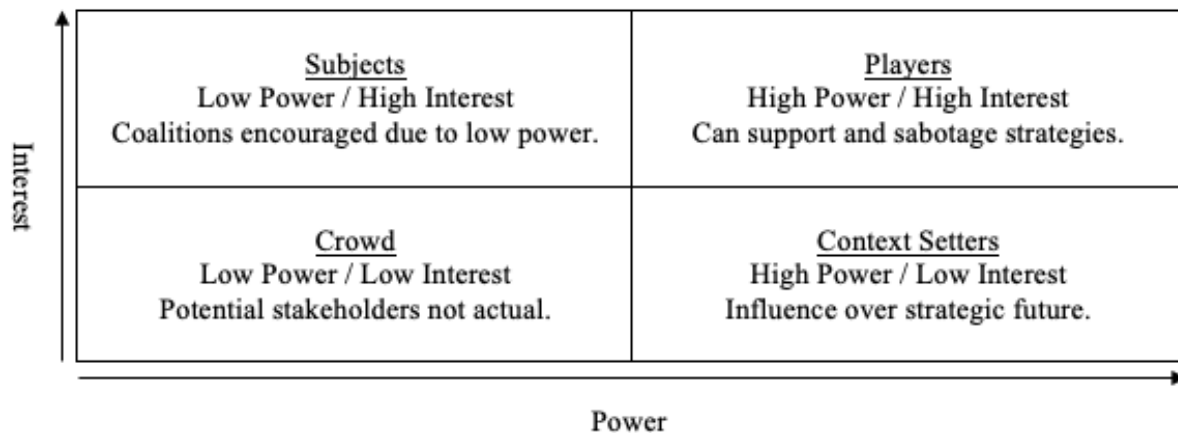 Subjects
Low Power / High Interest
Coalitions encouraged due to low power.
Players
High Power / High Interest
Can support and sabotage strategies.
Interest
Crowd
Low Power / Low Interest
Potential stakeholders not actual.
Context Setters
High Power / Low Interest
Influence over strategic future.
Power